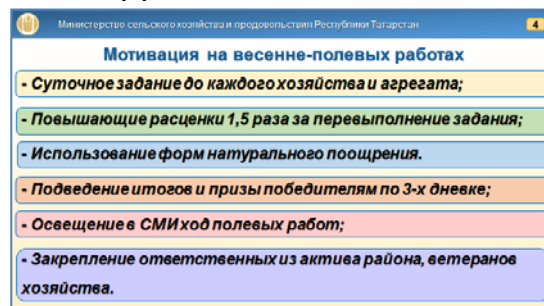 Министерство сельского хозяйства и продовольствия Республики Татарстан
4
Мотивация на весенне-полевых работах
- Суточное задание до каждого хозяйства и агрегата;
- Повышающие расценки 1,5 раза за перевыполнение задания;
- Использование форм натурального поощрения.
- Подведение итогов и призы победителям по 3-х дневке;
- Освещение в СМИ ход полевых работ;
- Закрепление ответственных из актива района, ветеранов
хозяйства.